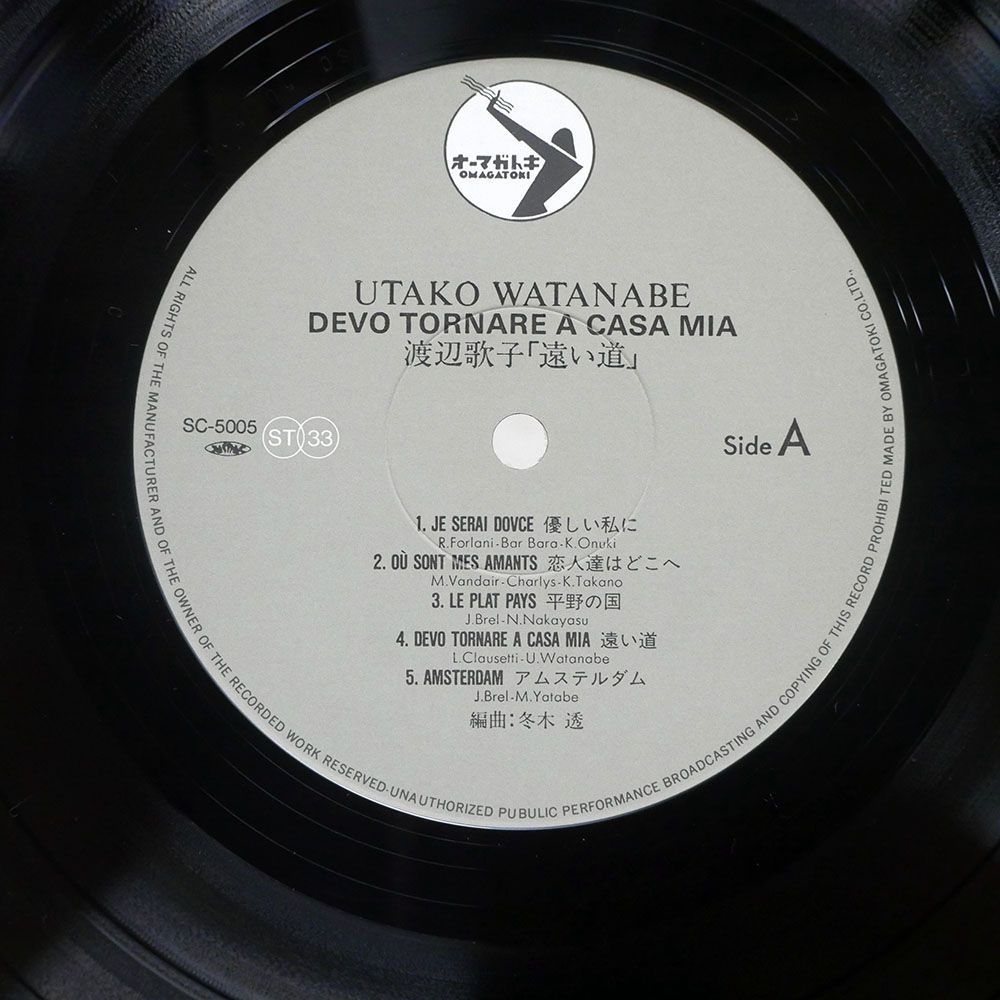 オーマガトキ
OMAGATOKI
UTAKO WATANABE
DEVO TORNARE A CASA MIA
渡辺歌子「遠い道」
SC-5005
ST 33
Side A
1. JE SERAI DOVCE 優しい私に
R.Forlani-Bar Bara-K.Onuki
2. OÙ SONT MES AMANTS 恋人達はどこへ
M.Vandair-Charlys-K.Takano
3. LE PLAT PAYS 平野の国
J.Brel-N.Nakayasu
4. DEVO TORNARE A CASA MIA 遠い道
L.Clausetti-U.Watanabe
5. AMSTERDAM アムステルダム
J.Brel-M.Yatabe
編曲:冬木 透
ALL RIGHTS OF THE MANUFACTURER AND OF THE OWNER OF THE RECORDED WORK RESERVED-UNAUTHORIZED PUBULIC PERFORMANCE BROADCASTING AND COPYING OF THIS RECORD PROHIBITED MADE BY OMAGATOKI CO.LTD.,